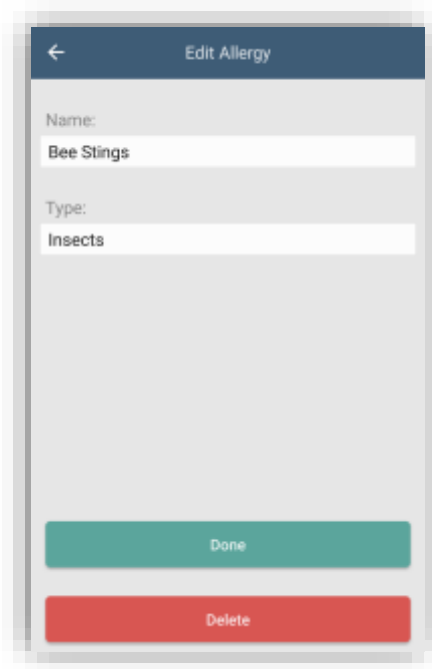 Edit Allergy
Name:
Bee Stings
Type:
Insects
Done
Delete